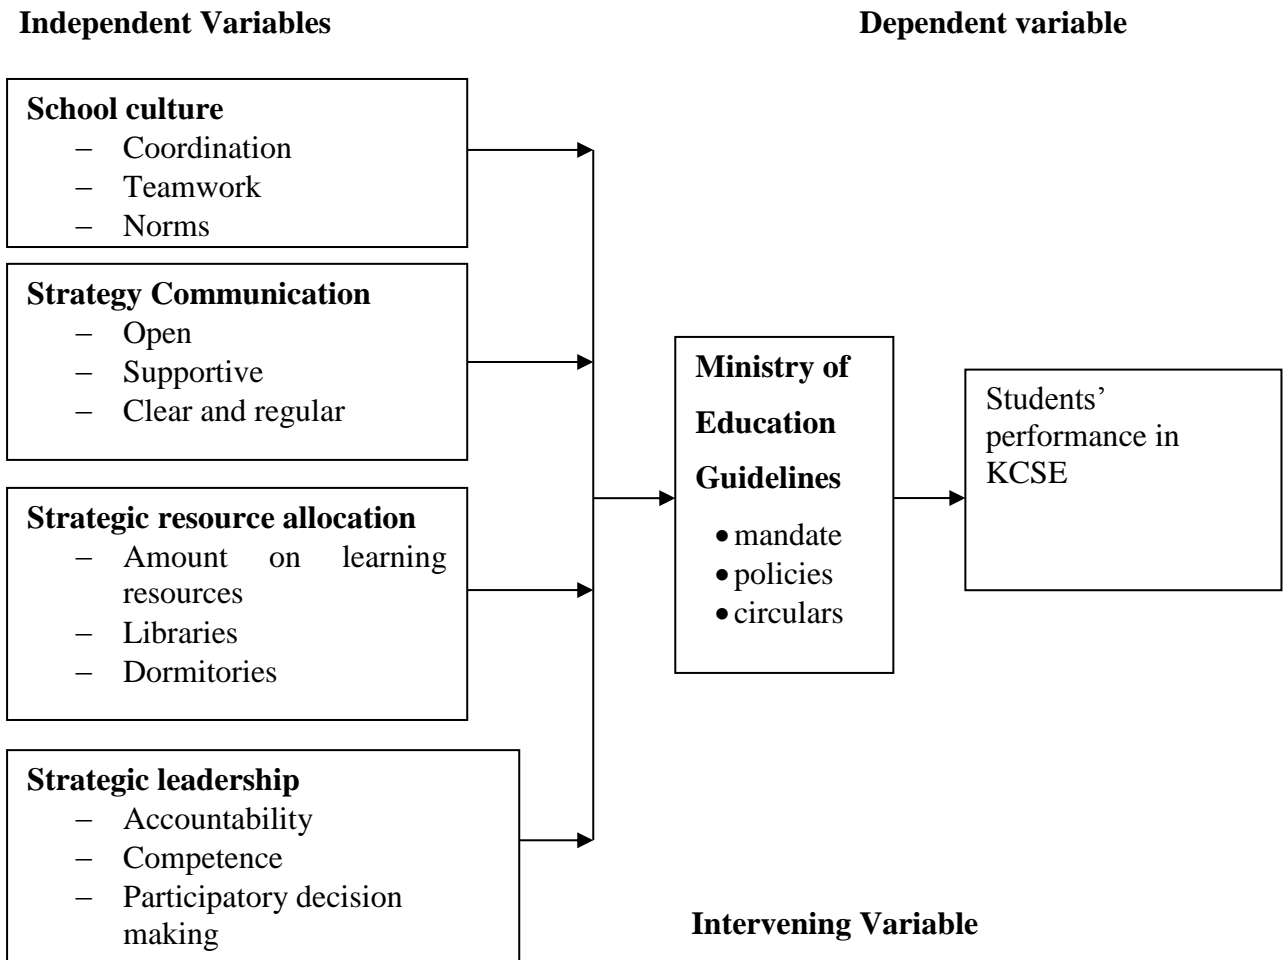 Independent Variables
Dependent variable
School culture
– Coordination
– Teamwork
– Norms
Strategy Communication
– Open
– Supportive
– Clear and regular
Strategic resource allocation
– Amount on learning
resources
– Libraries
– Dormitories
Strategic leadership
– Accountability
– Competence
– Participatory decision
making
Ministry of
Education
Guidelines
• mandate
• policies
• circulars
Students’
performance in
KCSE
Intervening Variable